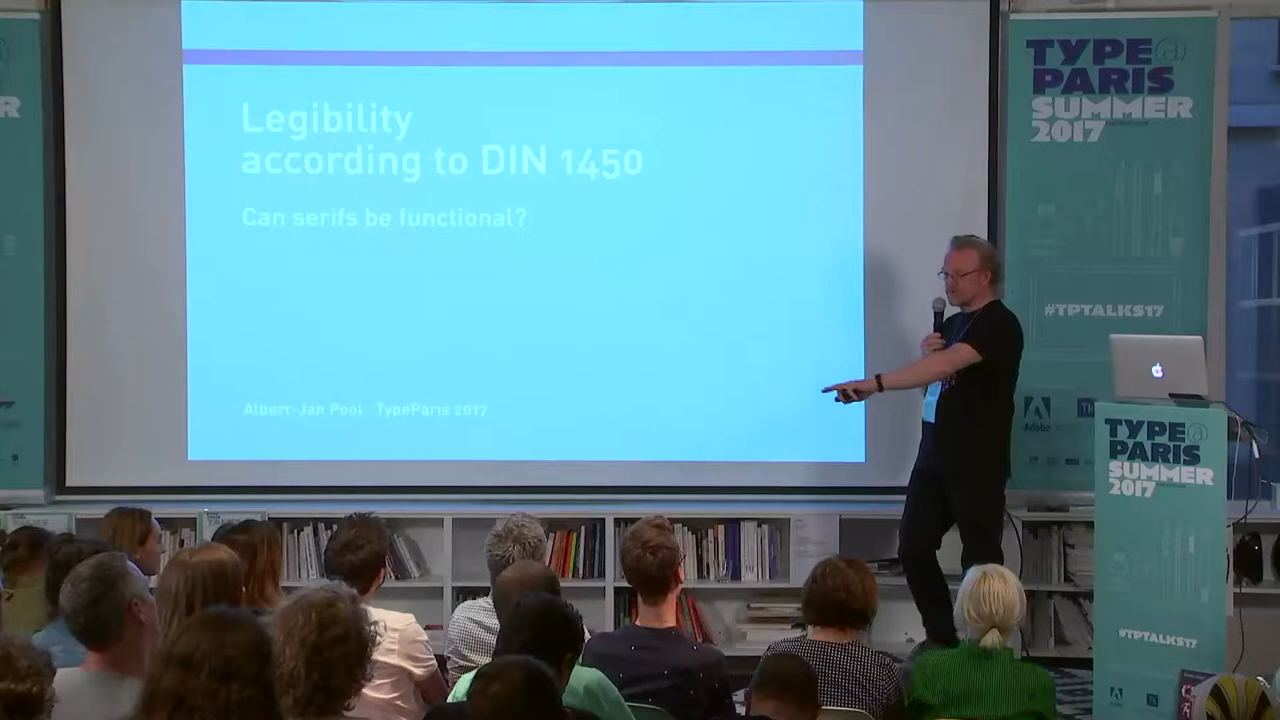 Legibility
according to DIN 1450
Can serifs be functional?
Albert-Jan Pool TypeParis 2017
R
TYPE@
PARIS
SUMMER
2017
#TPTALKS17
Adobe
TYPE@
PARIS
SUMMER
2017
#TPTALKS17